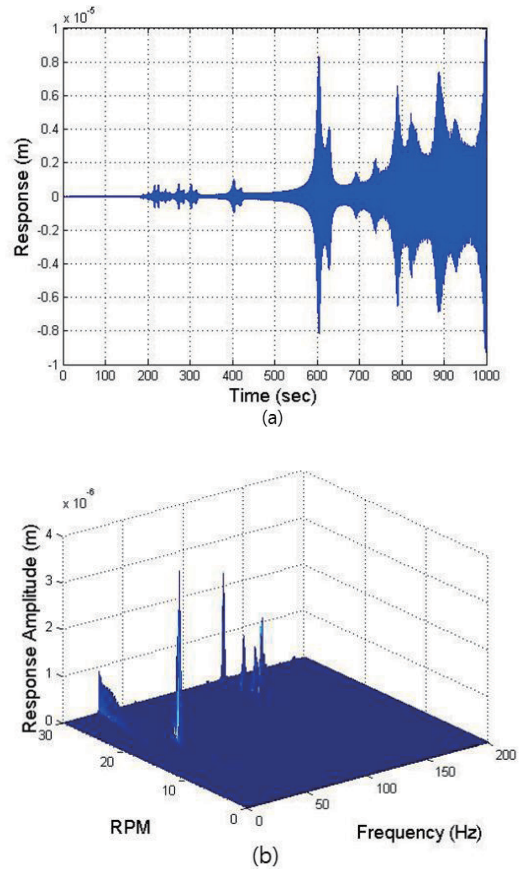 x 10^-5
1
0.8
0.6
0.4
0.2
0
-0.2
-0.4
-0.6
-0.8
-1
Response (m)
0 100 200 300 400 500 600 700 800 900 1000
Time (sec)
(a)
x 10^-6
4
3
2
1
0
Response Amplitude (m)
30
20
10
0
RPM
0
50
100
150
200
Frequency (Hz)
(b)